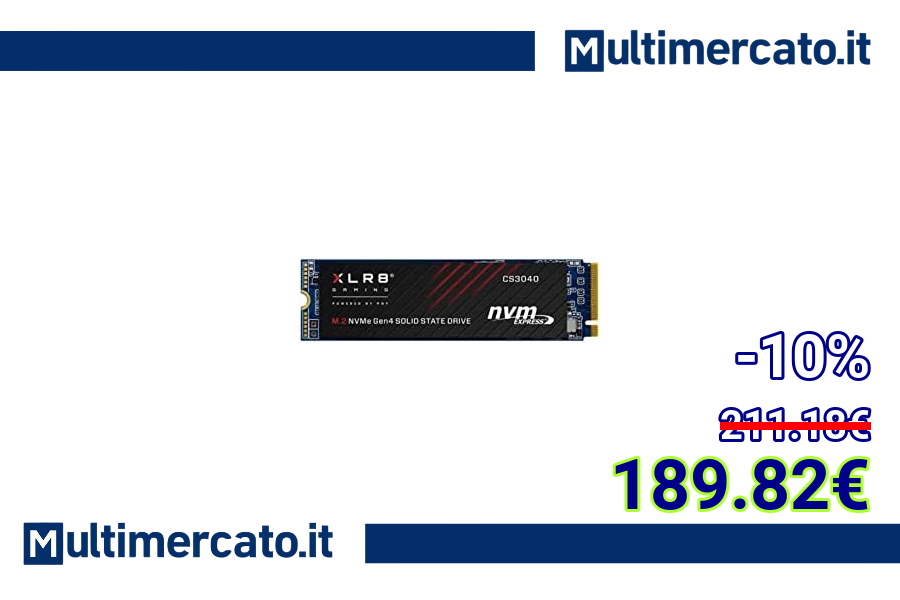 Multimercato.it
XLR8®
GAMING
POWERED BY PNY
CS3040
nvm
EXPRESS
M.2 NVMe Gen4 SOLID STATE DRIVE
-10%
211.18€
189.82€
Multimercato.it